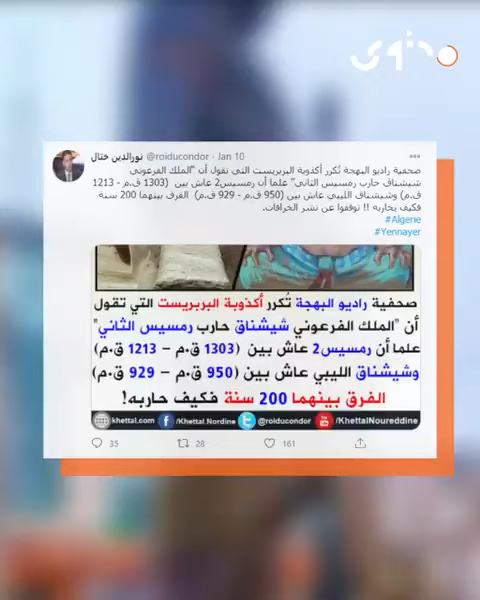 منوى
نورالدين ختال @roiducondor · Jan 10
صحفية راديو البهجة تُكرر أكذوبة البربريست التي تقول أن "الملك الفرعوني
شيشناق حارب رمسيس الثاني" علما أن رمسيس2 عاش بين (1303 ق.م - 1213
ق.م) وشيشناق الليبي عاش بين (950 ق.م - 929 ق.م) الفرق بينهما 200 سنة
فكيف يحاربه !! توقفوا عن نشر الخرافات.
#Algerie
#Yennayer
صحفية راديو البهجة تُكرر أكذوبة البربريست التي تقول
أن "الملك الفرعوني شيشناق حارب رمسيس الثاني"
علما أن رمسيس2 عاش بين (1303 ق.م – 1213 ق.م)
وشيشناق الليبي عاش بين (950 ق.م – 929 ق.م)
الفرق بينهما 200 سنة فكيف حاربه!
khettal.com /Khettal.Nordine @roiducondor /KhettalNoureddine
35 28 161